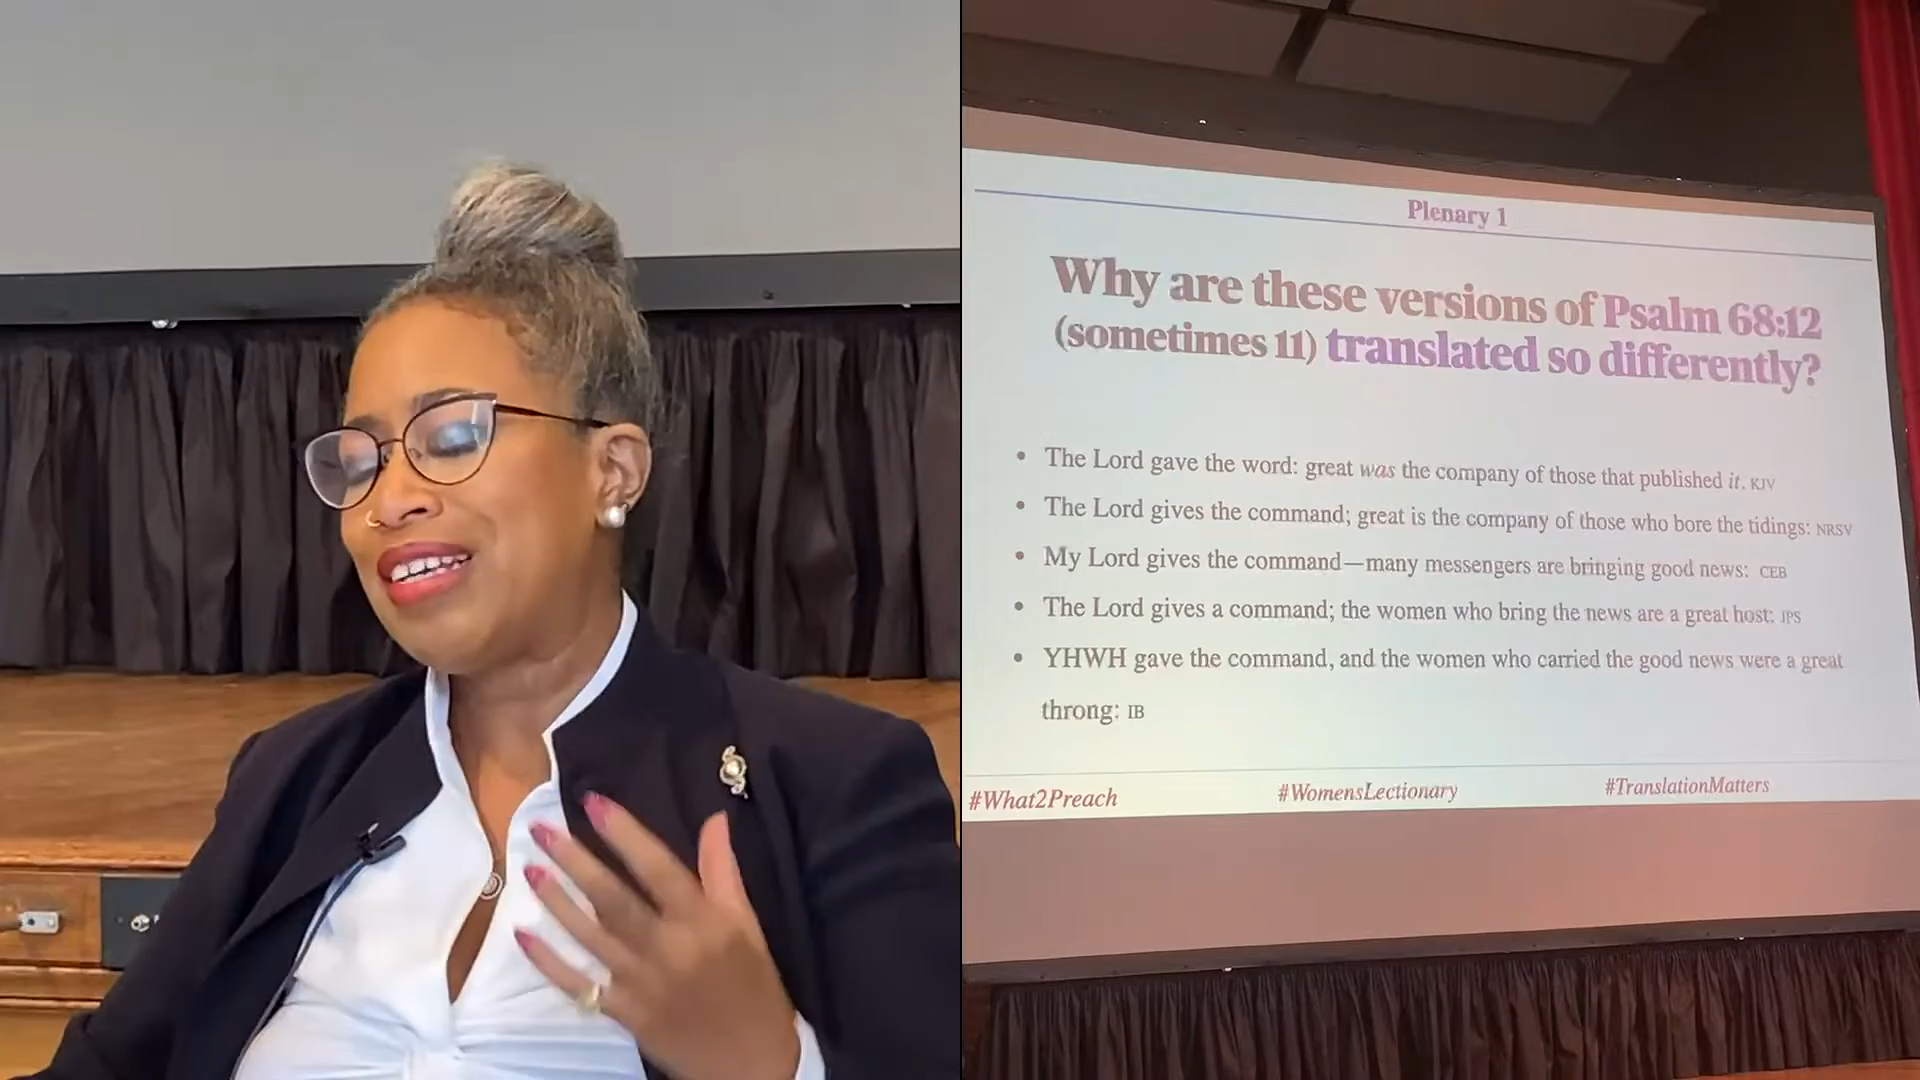 Plenary 1
Why are these versions of Psalm 68:12
(sometimes 11) translated so differently?
• The Lord gave the word: great was the company of those that published it. KJV
• The Lord gives the command; great is the company of those who bore the tidings: NRSV
• My Lord gives the command—many messengers are bringing good news: CEB
• The Lord gives a command; the women who bring the news are a great host: JPS
• YHWH gave the command, and the women who carried the good news were a great
throng: IB
#What2Preach #WomensLectionary #TranslationMatters